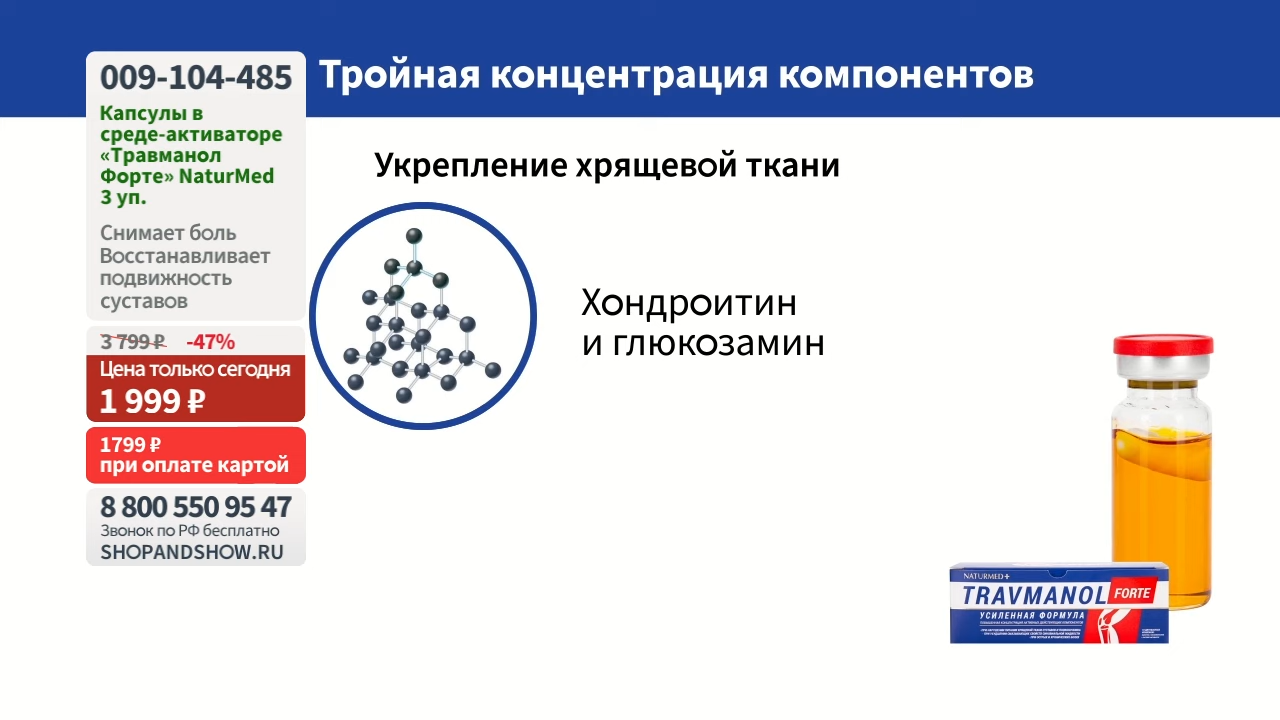 009-104-485
Капсулы в
среде-активаторе
«Травманол
Форте» NaturMed
3 уп.
Снимает боль
Восстанавливает
подвижность
суставов
3 799 ₽ -47%
Цена только сегодня
1 999 ₽
1799 ₽
при оплате картой
8 800 550 95 47
Звонок по РФ бесплатно
SHOPANDSHOW.RU
Тройная концентрация компонентов
Укрепление хрящевой ткани
Хондроитин
и глюкозамин
NATURMED+
TRAVMANOL FORTE
УСИЛЕННАЯ ФОРМУЛА